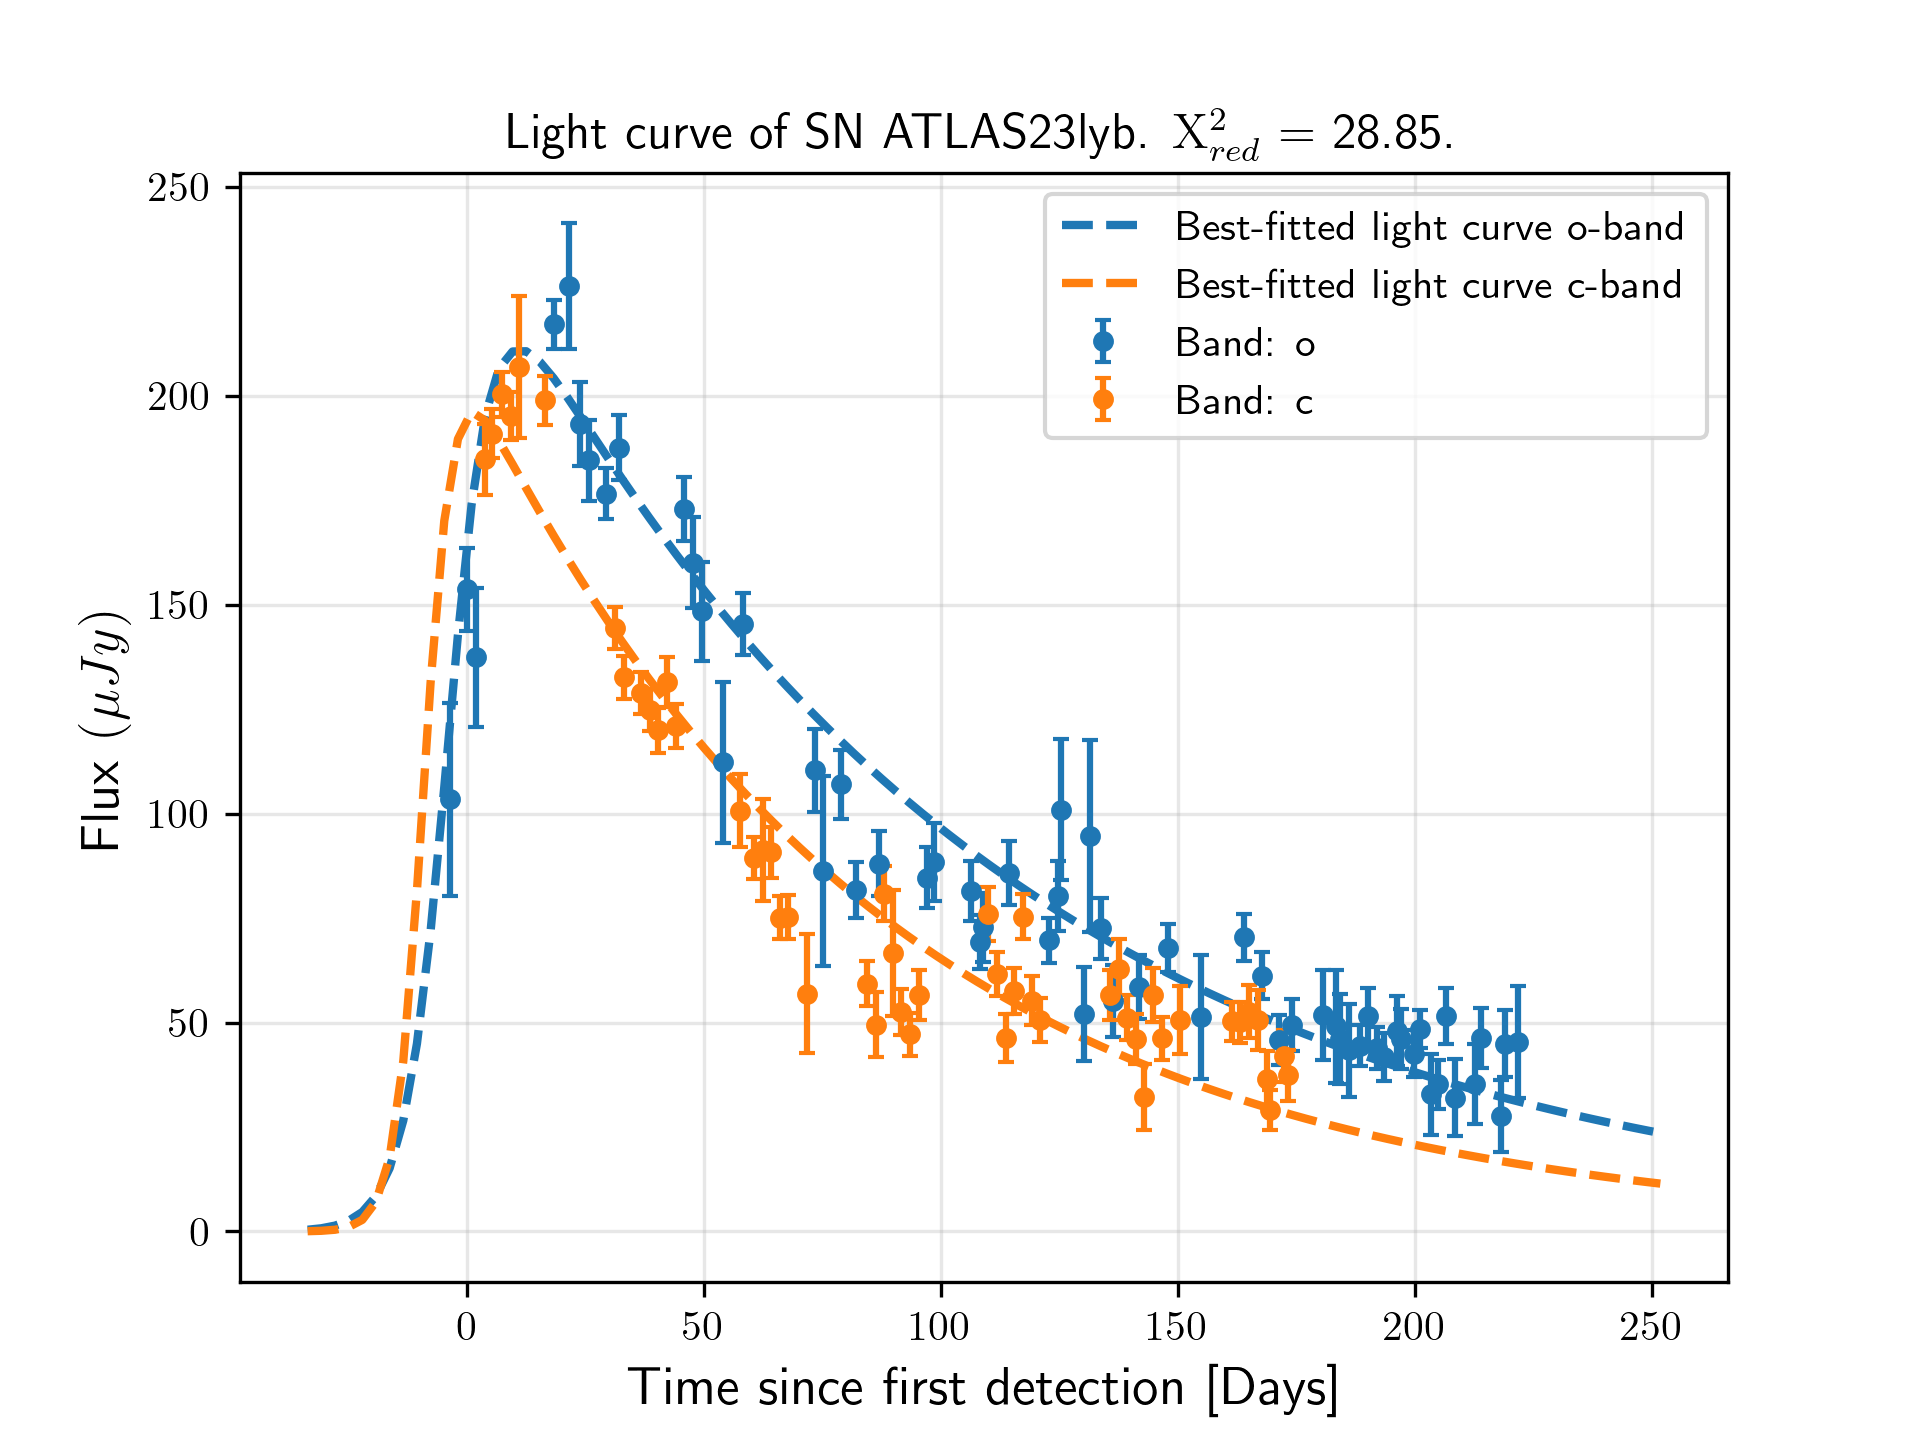 Light curve of SN ATLAS23lyb. X²_red = 28.85.
250
200
150
100
50
0
Flux (μJy)
Best-fitted light curve o-band
Best-fitted light curve c-band
Band: o
Band: c
0 50 100 150 200 250
Time since first detection [Days]